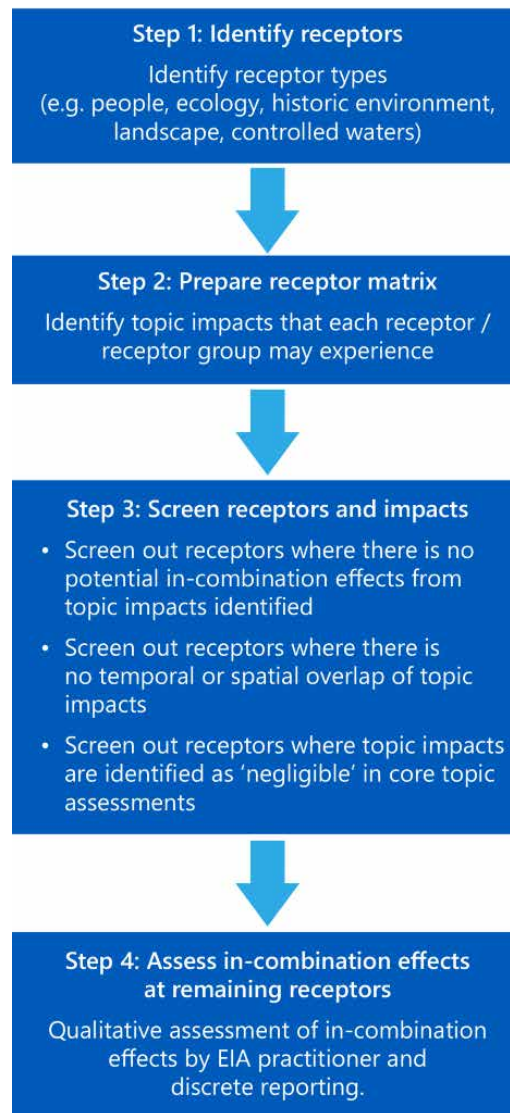 Step 1: Identify receptors
Identify receptor types
(e.g. people, ecology, historic environment,
landscape, controlled waters)
Step 2: Prepare receptor matrix
Identify topic impacts that each receptor /
receptor group may experience
Step 3: Screen receptors and impacts
• Screen out receptors where there is no
potential in-combination effects from
topic impacts identified
• Screen out receptors where there is
no temporal or spatial overlap of topic
impacts
• Screen out receptors where topic impacts
are identified as ‘negligible’ in core topic
assessments
Step 4: Assess in-combination effects
at remaining receptors
Qualitative assessment of in-combination
effects by EIA practitioner and
discrete reporting.